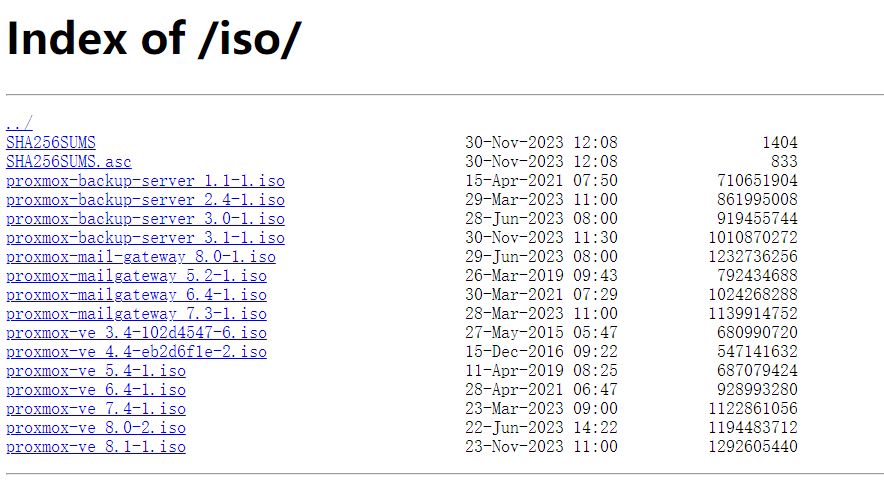 Index of /iso/
../
SHA256SUMS 30-Nov-2023 12:08 1404
SHA256SUMS.asc 30-Nov-2023 12:08 833
proxmox-backup-server_1.1-1.iso 15-Apr-2021 07:50 710651904
proxmox-backup-server_2.4-1.iso 29-Mar-2023 11:00 861995008
proxmox-backup-server_3.0-1.iso 28-Jun-2023 08:00 919455744
proxmox-backup-server_3.1-1.iso 30-Nov-2023 11:30 1010870272
proxmox-mail-gateway_8.0-1.iso 29-Jun-2023 08:00 1232736256
proxmox-mailgateway_5.2-1.iso 26-Mar-2019 09:43 792434688
proxmox-mailgateway_6.4-1.iso 30-Mar-2021 07:29 1024268288
proxmox-mailgateway_7.3-1.iso 28-Mar-2023 11:00 1139914752
proxmox-ve_3.4-102d4547-6.iso 27-May-2015 05:47 680990720
proxmox-ve_4.4-eb2d6f1e-2.iso 15-Dec-2016 09:22 547141632
proxmox-ve_5.4-1.iso 11-Apr-2019 08:25 687079424
proxmox-ve_6.4-1.iso 28-Apr-2021 06:47 928993280
proxmox-ve_7.4-1.iso 23-Mar-2023 09:00 1122861056
proxmox-ve_8.0-2.iso 22-Jun-2023 14:22 1194483712
proxmox-ve_8.1-1.iso 23-Nov-2023 11:00 1292605440